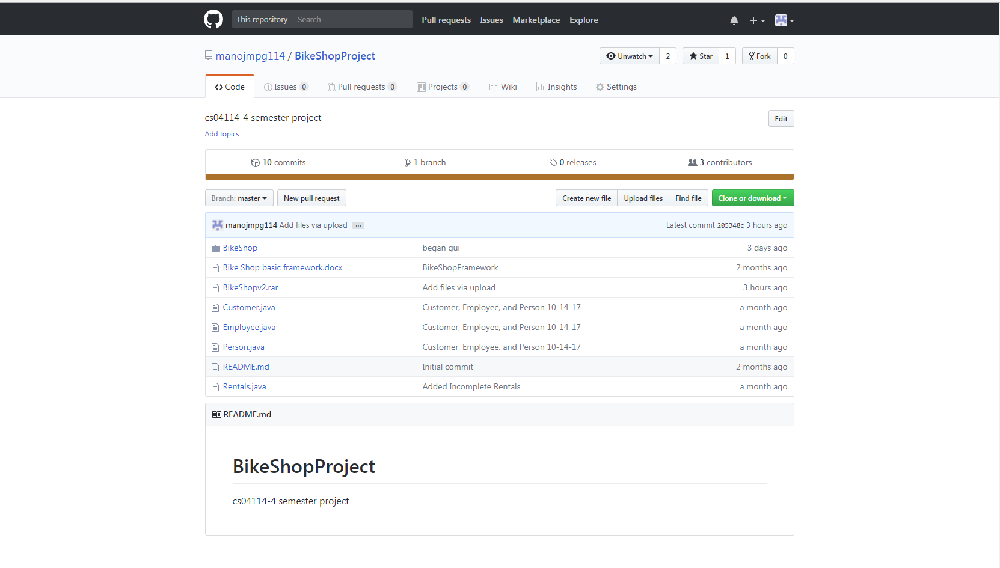 This repository Search Pull requests Issues Marketplace Explore
manojmpg114 / BikeShopProject Unwatch 2 Star 1 Fork 0
Code Issues 0 Pull requests 0 Projects 0 Wiki Insights Settings
cs04114-4 semester project Edit
Add topics
10 commits 1 branch 0 releases 3 contributors
Branch: master New pull request Create new file Upload files Find file Clone or download
manojmpg114 Add files via upload … Latest commit 205348c 3 hours ago
BikeShop began gui 3 days ago
Bike Shop basic framework.docx BikeShopFramework 2 months ago
BikeShopv2.rar Add files via upload 3 hours ago
Customer.java Customer, Employee, and Person 10-14-17 a month ago
Employee.java Customer, Employee, and Person 10-14-17 a month ago
Person.java Customer, Employee, and Person 10-14-17 a month ago
README.md Initial commit 2 months ago
Rentals.java Added Incomplete Rentals a month ago
README.md
BikeShopProject
cs04114-4 semester project